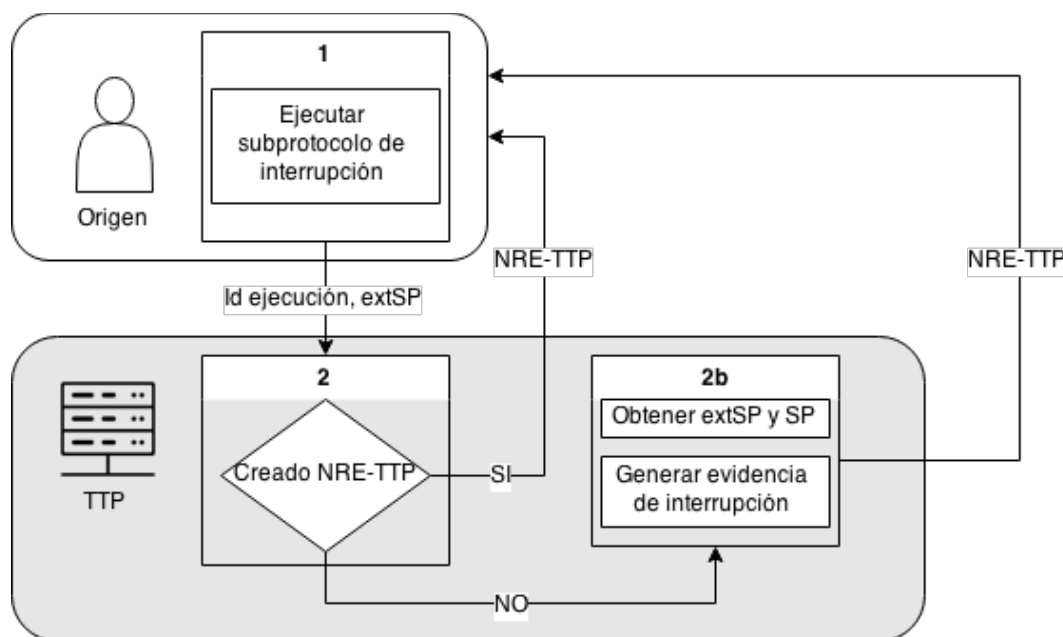 1
Ejecutar
subprotocolo de
interrupción
Origen
NRE-TTP
NRE-TTP
Id ejecución, extSP
2
2b
Obtener extSP y SP
Creado NRE-TTP
SI
Generar evidencia
de interrupción
TTP
NO